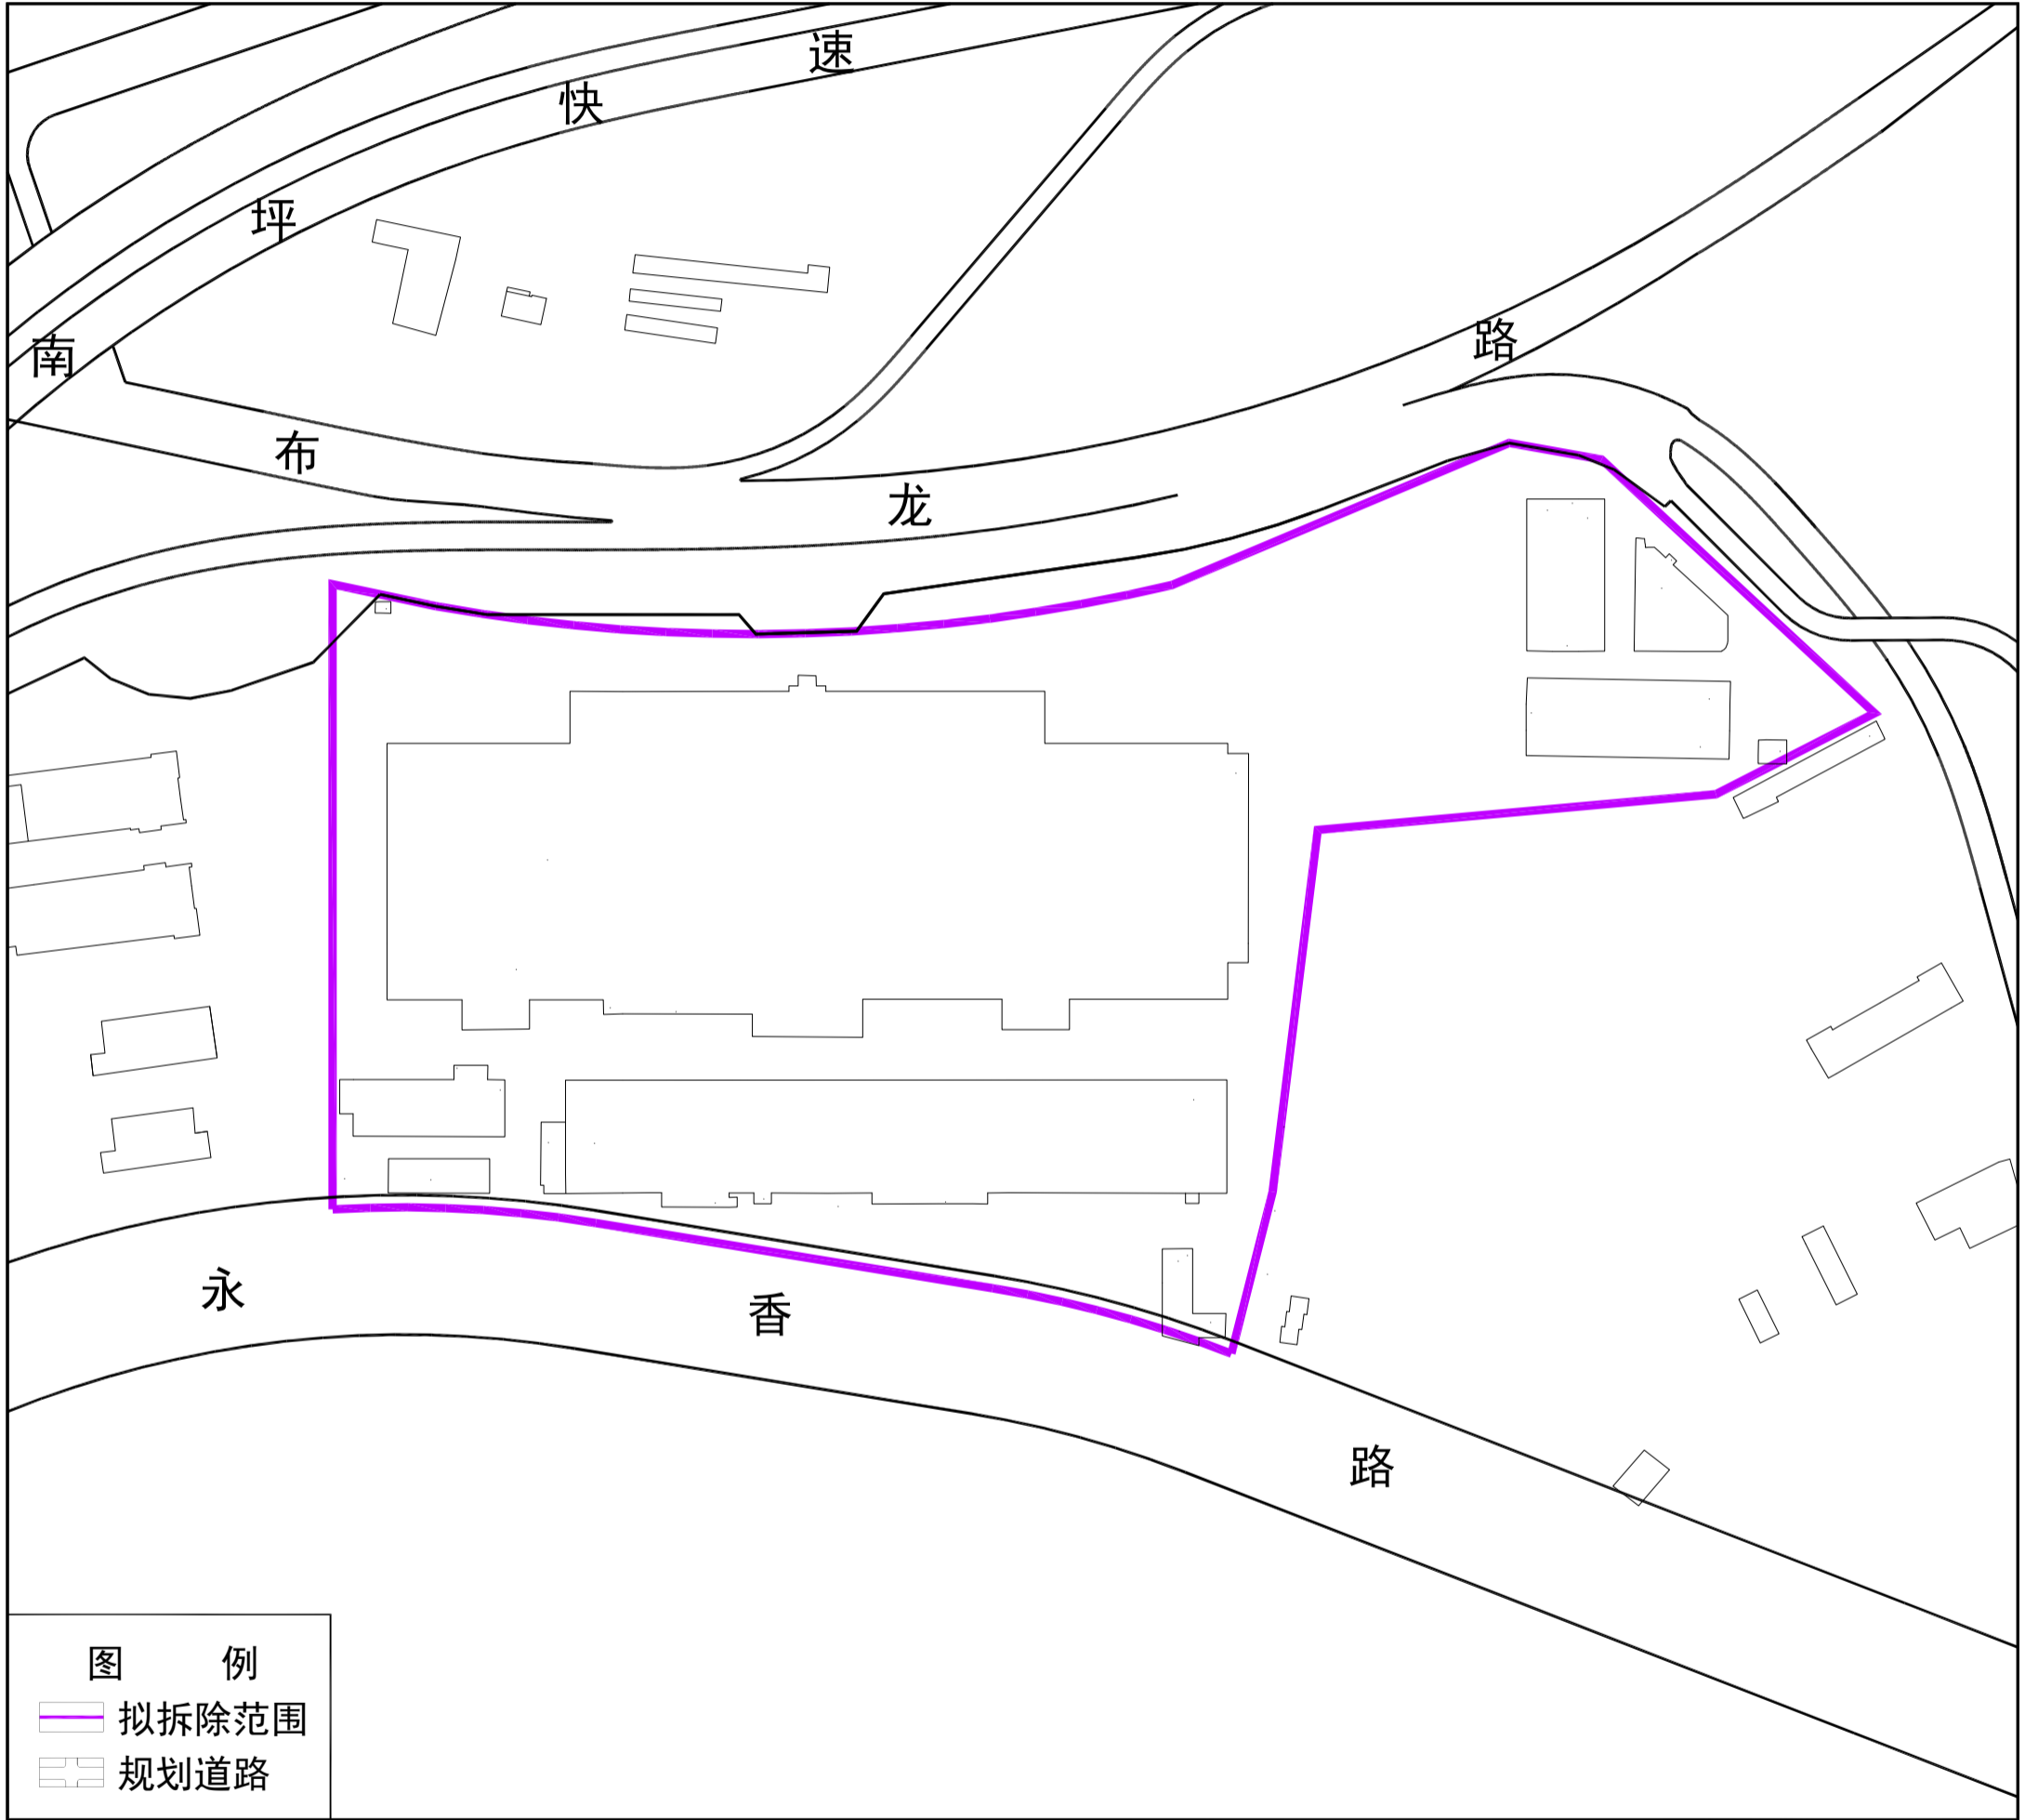 南坪快速
布龙路
永香路
图 例
拟拆除范围
规划道路